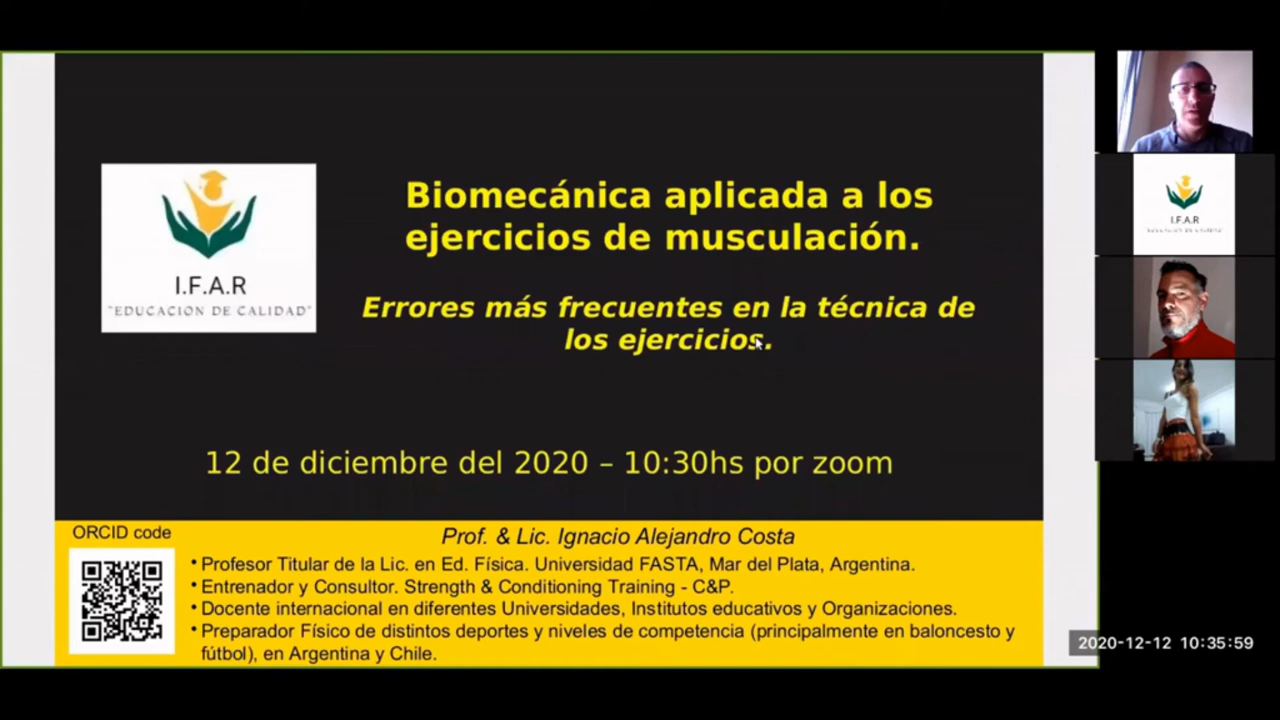 Biomecánica aplicada a los
ejercicios de musculación.
I.F.A.R
"EDUCACIÓN DE CALIDAD"
Errores más frecuentes en la técnica de
los ejercicios.
12 de diciembre del 2020 – 10:30hs por zoom
ORCID code
Prof. & Lic. Ignacio Alejandro Costa
• Profesor Titular de la Lic. en Ed. Física. Universidad FASTA, Mar del Plata, Argentina.
• Entrenador y Consultor. Strength & Conditioning Training - C&P.
• Docente internacional en diferentes Universidades, Institutos educativos y Organizaciones.
• Preparador Físico de distintos deportes y niveles de competencia (principalmente en baloncesto y
fútbol), en Argentina y Chile.
I.F.A.R
2020-12-12 10:35:59